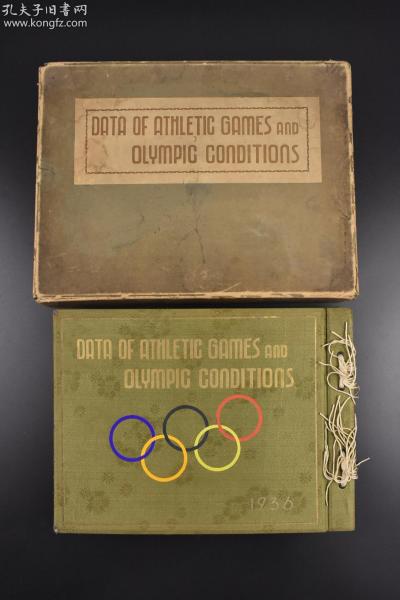 孔夫子旧书网
www.kongfz.com
DATA OF ATHLETIC GAMES AND
OLYMPIC CONDITIONS
DATA OF ATHLETIC GAMES AND
OLYMPIC CONDITIONS
1936